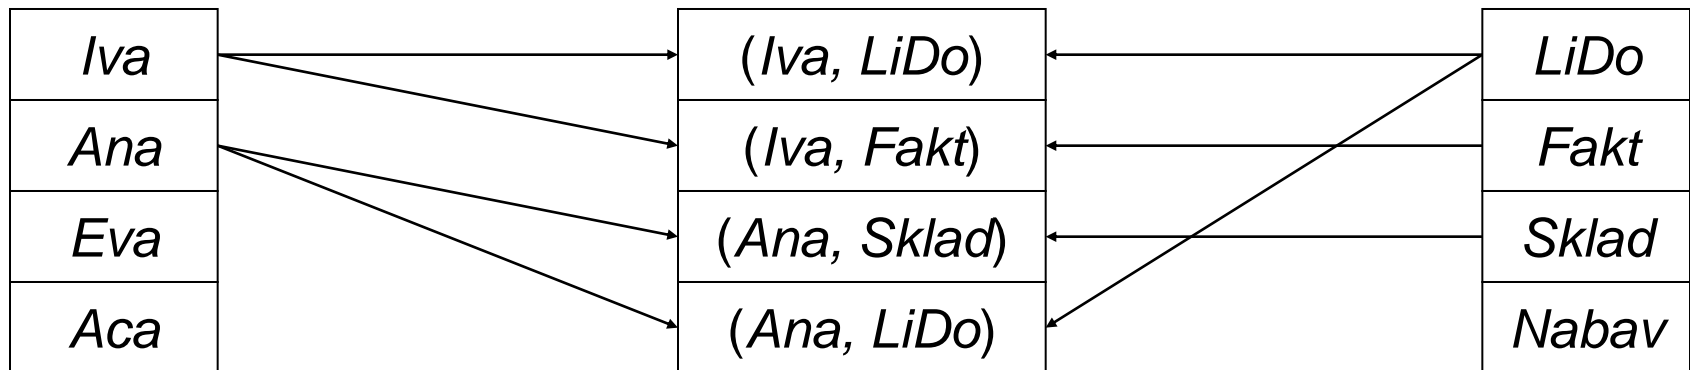 Iva (Iva, LiDo) LiDo
Ana (Iva, Fakt) Fakt
Eva (Ana, Sklad) Sklad
Aca (Ana, LiDo) Nabav